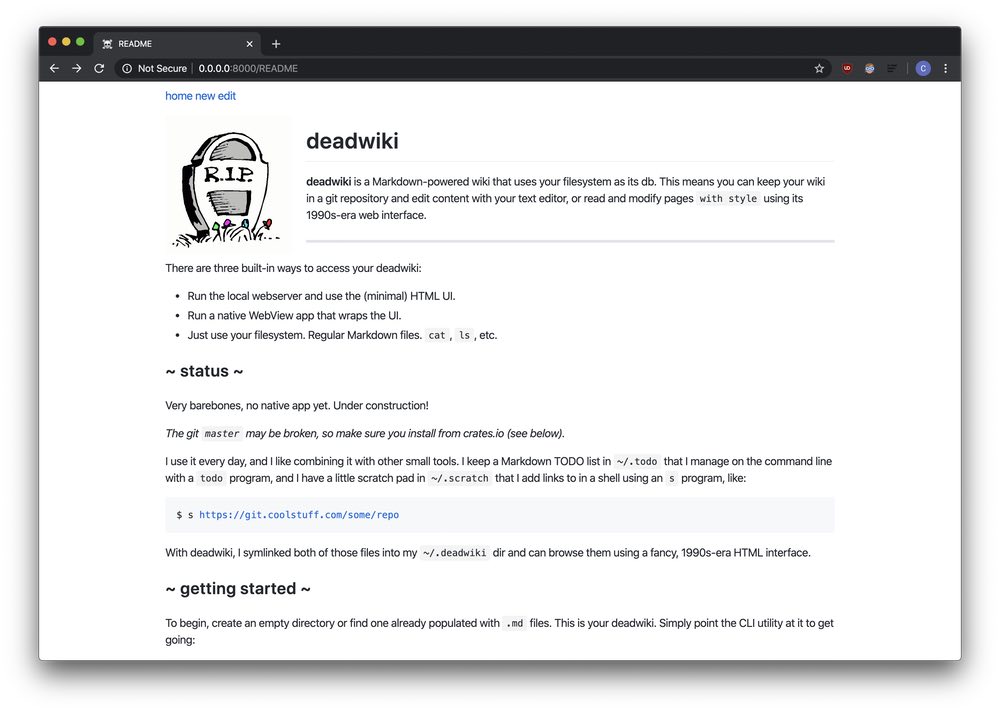 README
Not Secure 0.0.0.0:8000/README
UD
C
home new edit
R.I.P.
deadwiki
deadwiki is a Markdown-powered wiki that uses your filesystem as its db. This means you can keep your wiki
in a git repository and edit content with your text editor, or read and modify pages with style using its
1990s-era web interface.
There are three built-in ways to access your deadwiki:
• Run the local webserver and use the (minimal) HTML UI.
• Run a native WebView app that wraps the UI.
• Just use your filesystem. Regular Markdown files. cat, ls, etc.
~ status ~
Very barebones, no native app yet. Under construction!
The git master may be broken, so make sure you install from crates.io (see below).
I use it every day, and I like combining it with other small tools. I keep a Markdown TODO list in ~/.todo that I manage on the command line
with a todo program, and I have a little scratch pad in ~/.scratch that I add links to in a shell using an s program, like:
$ s https://git.coolstuff.com/some/repo
With deadwiki, I symlinked both of those files into my ~/.deadwiki dir and can browse them using a fancy, 1990s-era HTML interface.
~ getting started ~
To begin, create an empty directory or find one already populated with .md files. This is your deadwiki. Simply point the CLI utility at it to get
going: